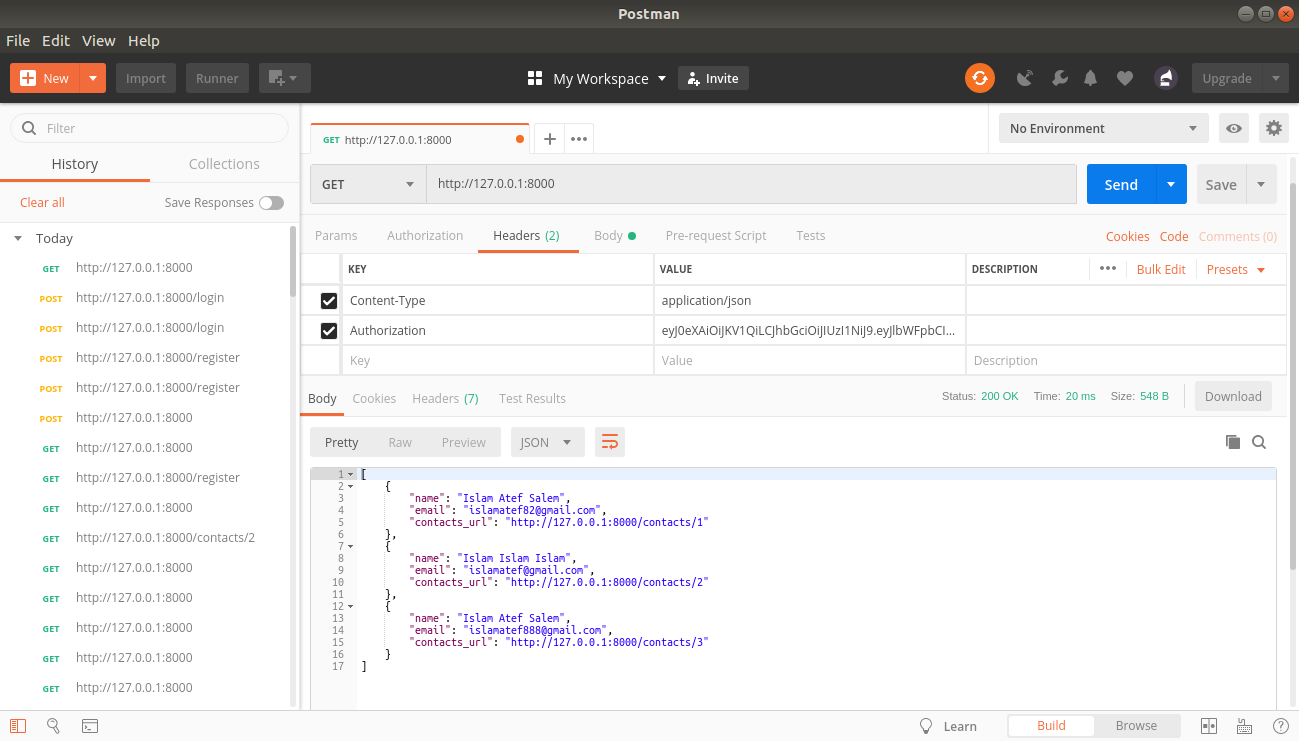 Postman
File Edit View Help
New Import Runner My Workspace Invite Upgrade
Filter
History Collections
Clear all Save Responses
Today
GET http://127.0.0.1:8000
POST http://127.0.0.1:8000/login
POST http://127.0.0.1:8000/login
POST http://127.0.0.1:8000/register
POST http://127.0.0.1:8000/register
POST http://127.0.0.1:8000
GET http://127.0.0.1:8000
GET http://127.0.0.1:8000/register
GET http://127.0.0.1:8000
GET http://127.0.0.1:8000/contacts/2
GET http://127.0.0.1:8000
GET http://127.0.0.1:8000
GET http://127.0.0.1:8000
GET http://127.0.0.1:8000
GET http://127.0.0.1:8000
GET http://127.0.0.1:8000
No Environment
GET http://127.0.0.1:8000 Send Save
Params Authorization Headers (2) Body Pre-request Script Tests Cookies Code Comments (0)
KEY VALUE DESCRIPTION Bulk Edit Presets
Content-Type application/json
Authorization eyJ0eXAiOiJKV1QiLCJhbGciOiJIUzI1NiJ9.eyJlbWFpbCI...
Key Value Description
Body Cookies Headers (7) Test Results Status: 200 OK Time: 20 ms Size: 548 B Download
Pretty Raw Preview JSON
1 [
2 {
3 "name": "Islam Atef Salem",
4 "email": "islamatef82@gmail.com",
5 "contacts_url": "http://127.0.0.1:8000/contacts/1"
6 },
7 {
8 "name": "Islam Islam Islam",
9 "email": "islamatef@gmail.com",
10 "contacts_url": "http://127.0.0.1:8000/contacts/2"
11 },
12 {
13 "name": "Islam Atef Salem",
14 "email": "islamatef888@gmail.com",
15 "contacts_url": "http://127.0.0.1:8000/contacts/3"
16 }
17 ]
Learn Build Browse